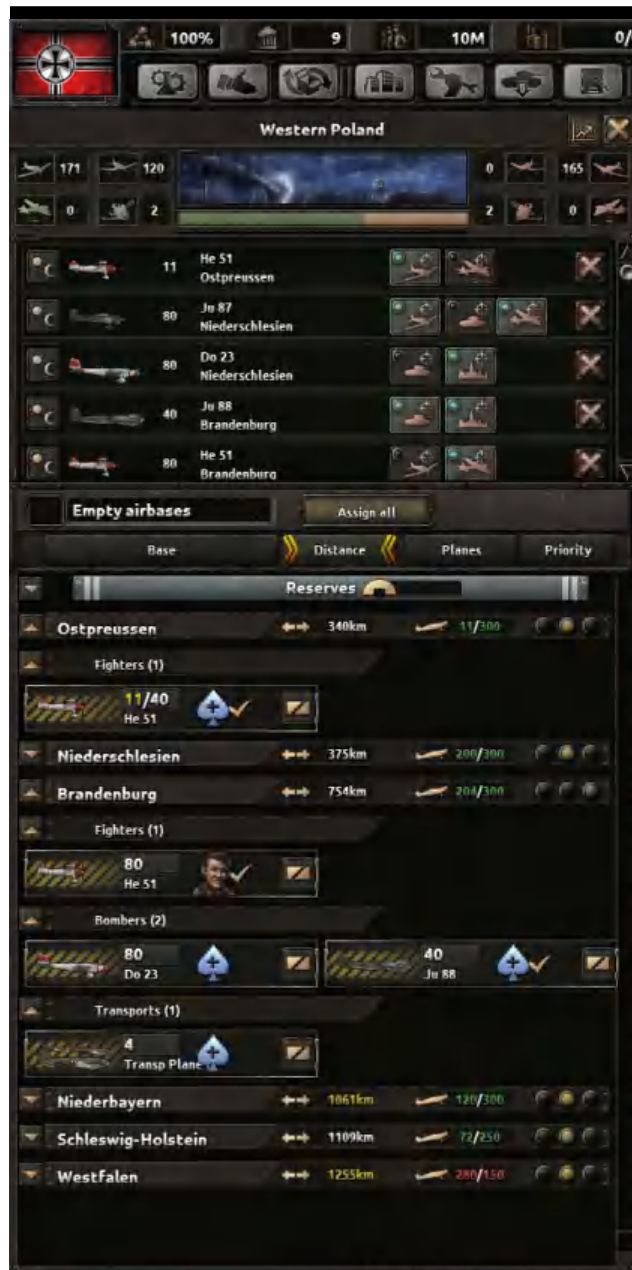 100% 9 10M 0/
Western Poland
171 120 0 165
0 2 2 0
11 He 51
Ostpreussen
80 Ju 87
Niederschlesien
80 Do 23
Niederschlesien
40 Ju 88
Brandenburg
80 He 51
Brandenburg
Empty airbases Assign all
Base Distance Planes Priority
Reserves
Ostpreussen 340km 11/300
Fighters (1)
11/40
He 51
Niederschlesien 375km 200/300
Brandenburg 754km 204/300
Fighters (1)
80
He 51
Bombers (2)
80 40
Do 23 Ju 88
Transports (1)
4
Transp Plane
Niederbayern 1061km 120/300
Schleswig-Holstein 1109km 72/250
Westfalen 1255km 280/150